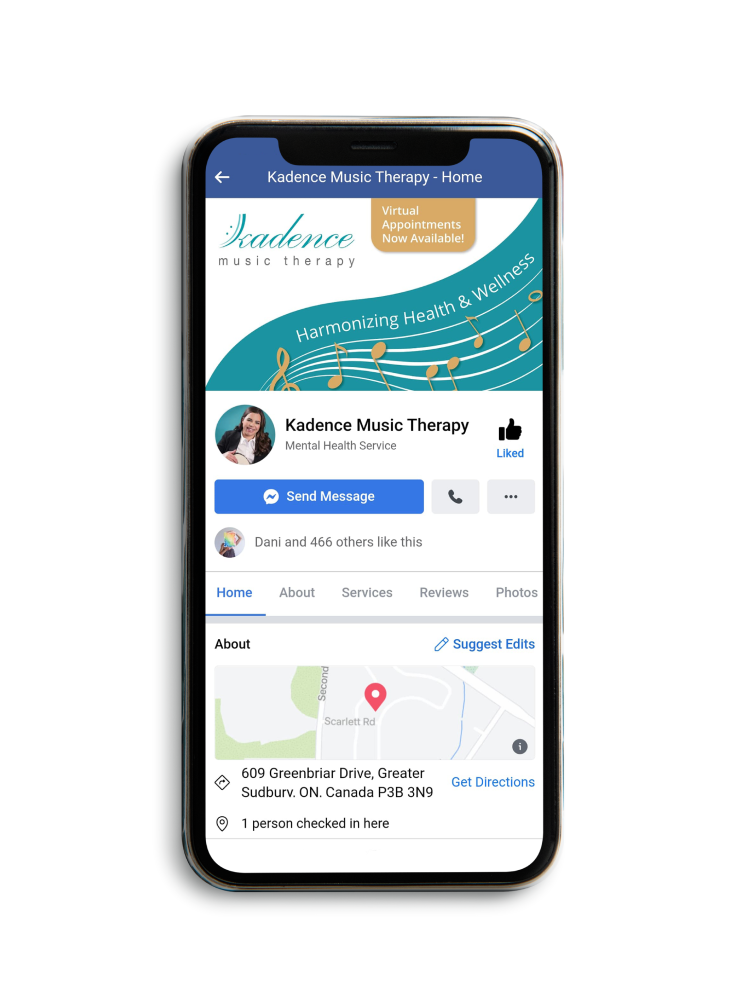 Kadence Music Therapy - Home
kadence
music therapy
Virtual
Appointments
Now Available!
Harmonizing Health & Wellness
Kadence Music Therapy
Mental Health Service
Liked
Send Message
Dani and 466 others like this
Home About Services Reviews Photos
About
Suggest Edits
Second
Scarlett Rd
609 Greenbriar Drive, Greater
Sudbury, ON, Canada P3B 3N9
Get Directions
1 person checked in here